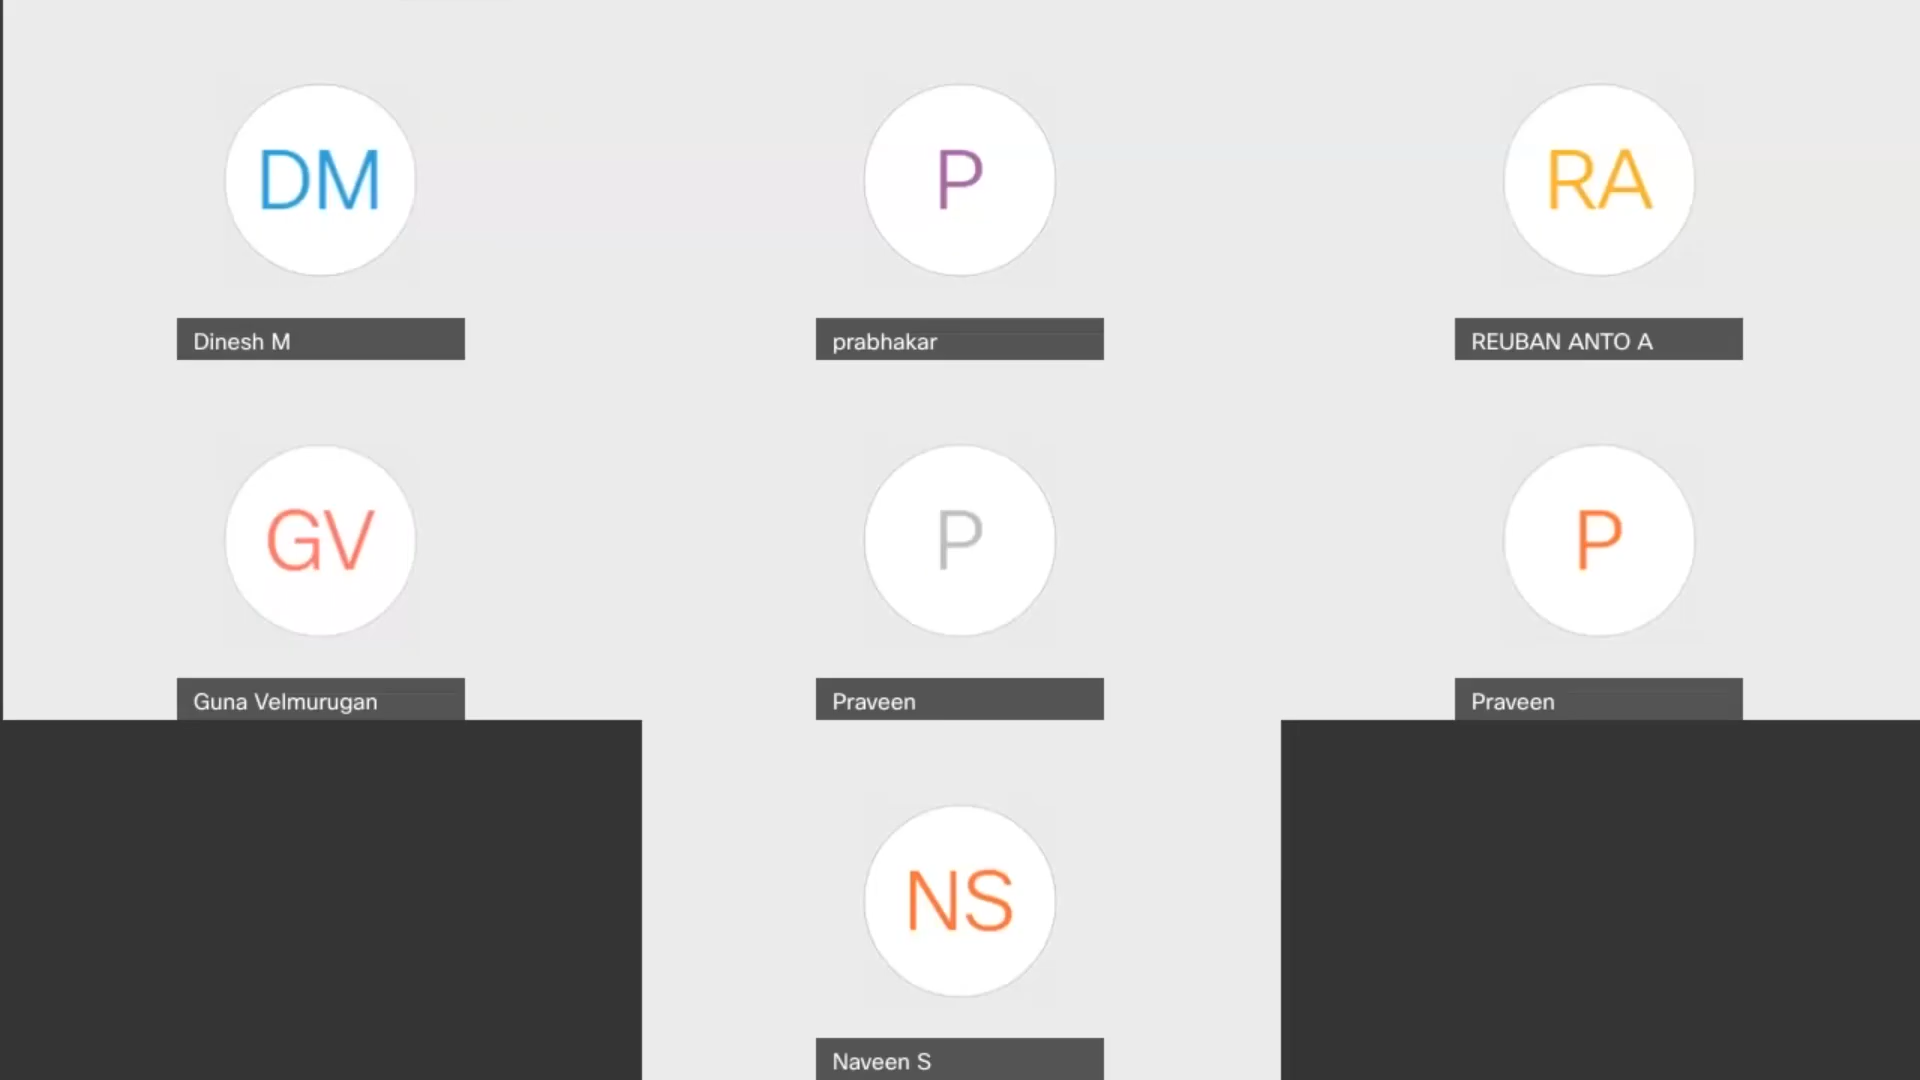 DM
P
RA
Dinesh M
prabhakar
REUBAN ANTO A
GV
P
P
Guna Velmurugan
Praveen
Praveen
NS
Naveen S